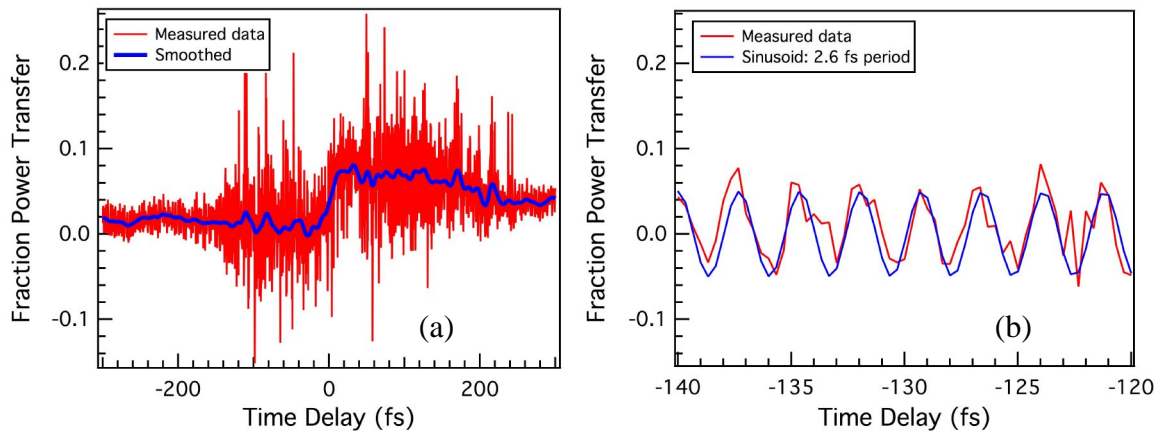 Measured data
Smoothed
0.2
0.1
0.0
-0.1
Fraction Power Transfer
(a)
-200
0
200
Time Delay (fs)
Measured data
Sinusoid: 2.6 fs period
0.2
0.1
0.0
-0.1
Fraction Power Transfer
(b)
-140
-135
-130
-125
-120
Time Delay (fs)